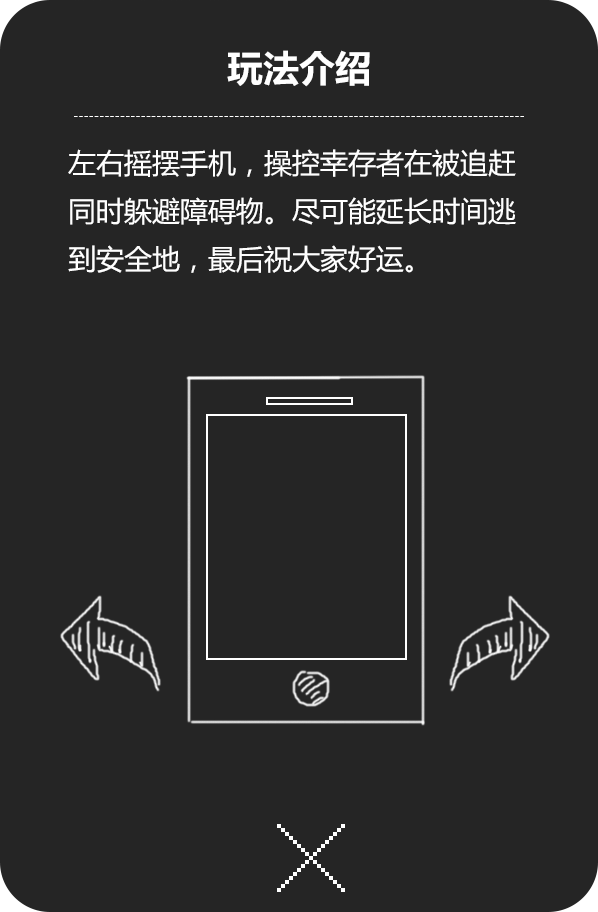 玩法介绍
左右摇摆手机，操控幸存者在被追赶
同时躲避障碍物。尽可能延长时间逃
到安全地，最后祝大家好运。